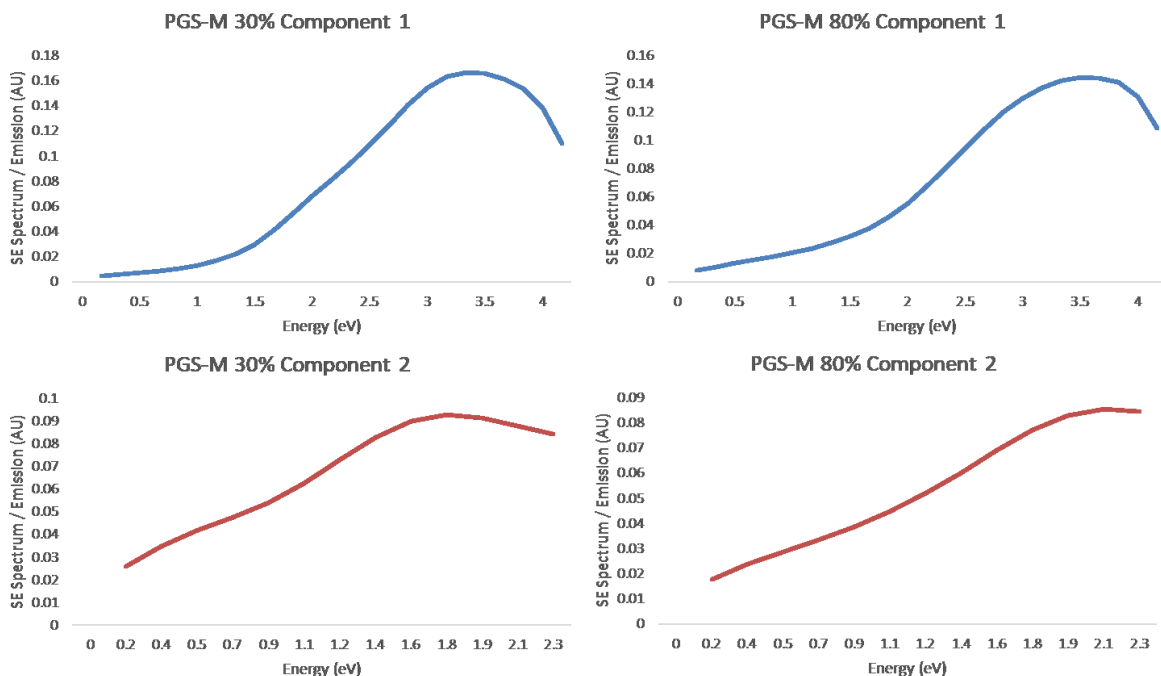 PGS-M 30% Component 1
SE Spectrum / Emission (AU)
0.18
0.16
0.14
0.12
0.1
0.08
0.06
0.04
0.02
0
0 0.5 1 1.5 2 2.5 3 3.5 4
Energy (eV)
PGS-M 80% Component 1
SE Spectrum / Emission (AU)
0.16
0.14
0.12
0.1
0.08
0.06
0.04
0.02
0
0 0.5 1 1.5 2 2.5 3 3.5 4
Energy (eV)
PGS-M 30% Component 2
SE Spectrum / Emission (AU)
0.1
0.09
0.08
0.07
0.06
0.05
0.04
0.03
0.02
0.01
0
0 0.2 0.4 0.5 0.7 0.9 1.1 1.2 1.4 1.6 1.8 1.9 2.1 2.3
Energy (eV)
PGS-M 80% Component 2
SE Spectrum / Emission (AU)
0.09
0.08
0.07
0.06
0.05
0.04
0.03
0.02
0.01
0
0 0.2 0.4 0.5 0.7 0.9 1.1 1.2 1.4 1.6 1.8 1.9 2.1 2.3
Energy (eV)